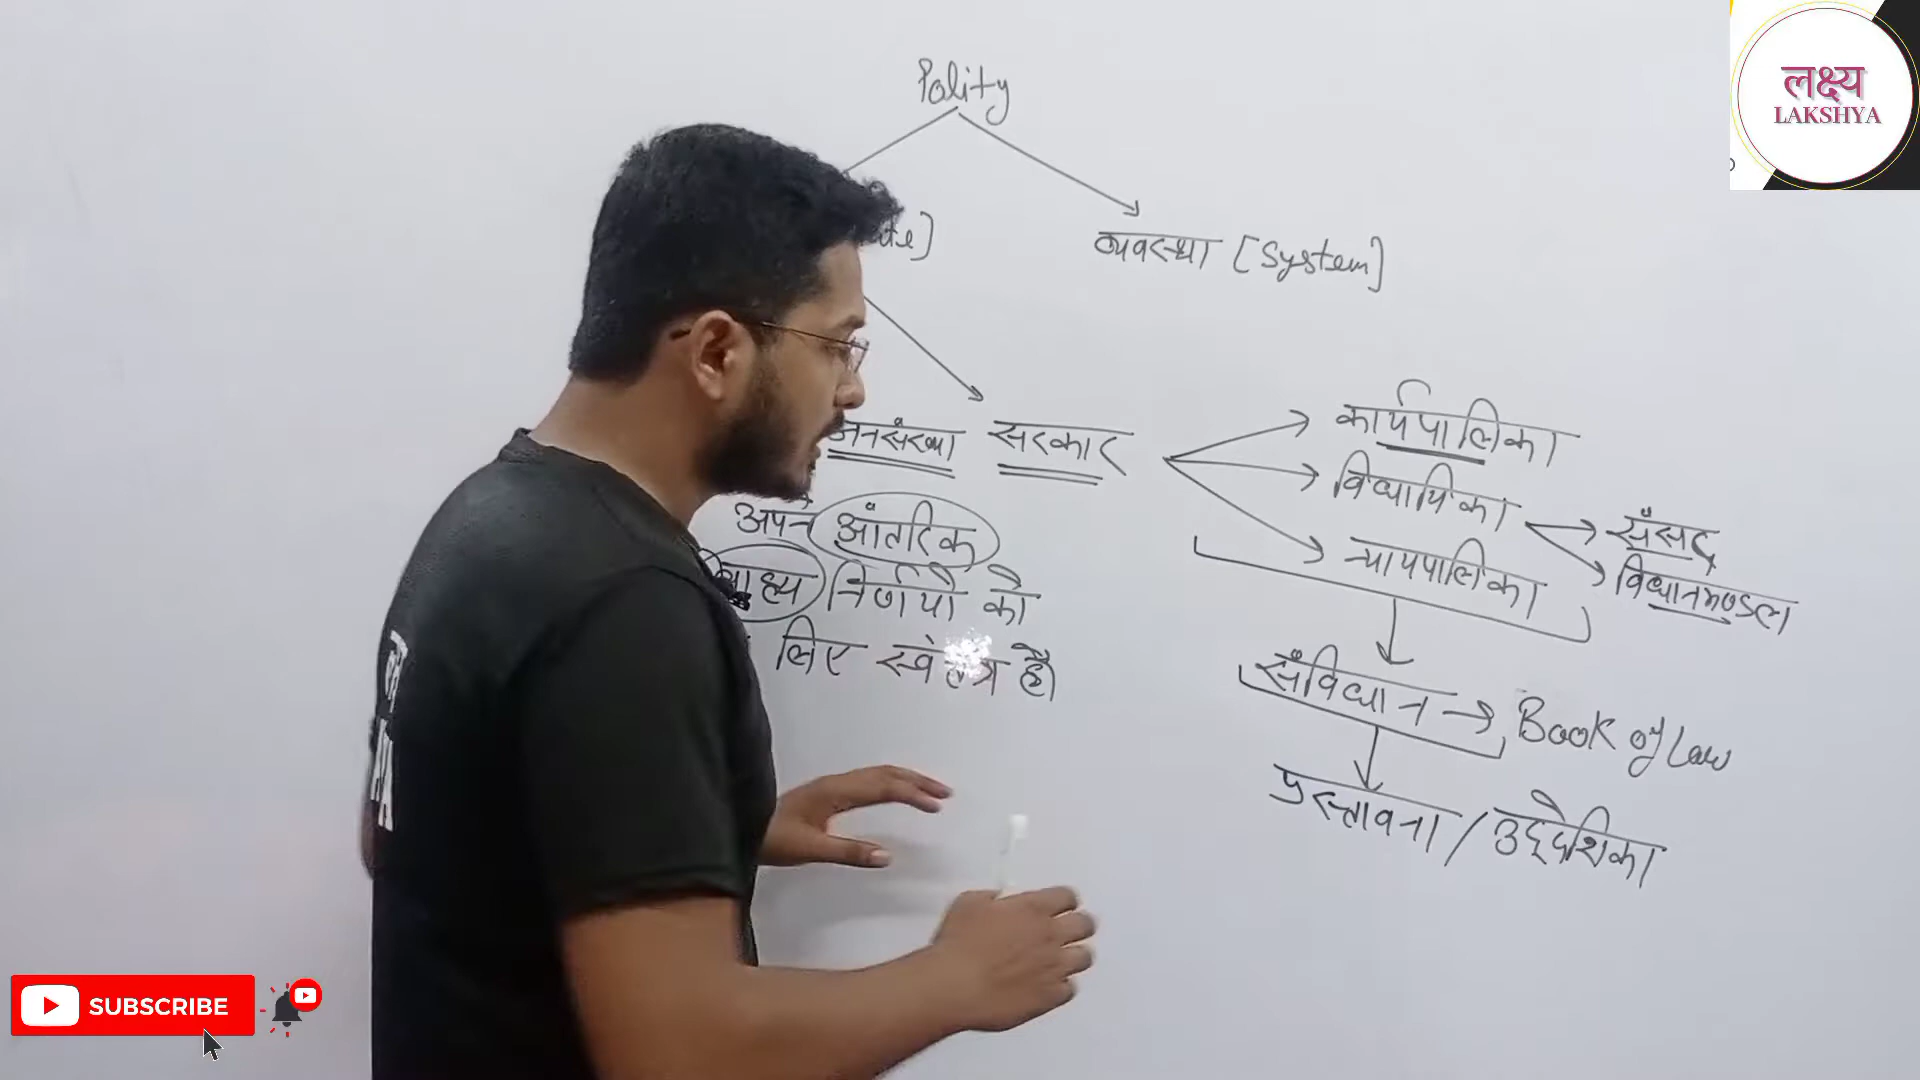 Polity
लक्ष्य
LAKSHYA
व्यवस्था [System]
जनसंख्या सरकार
कार्यपालिका
विधायिका
संसद
विधानमण्डल
न्यायपालिका
अपने आंतरिक
बाह्य निर्णयो को
लिए स्वतंत्र है
संविधान → Book of Law
प्रस्तावना / उद्देशिका
SUBSCRIBE